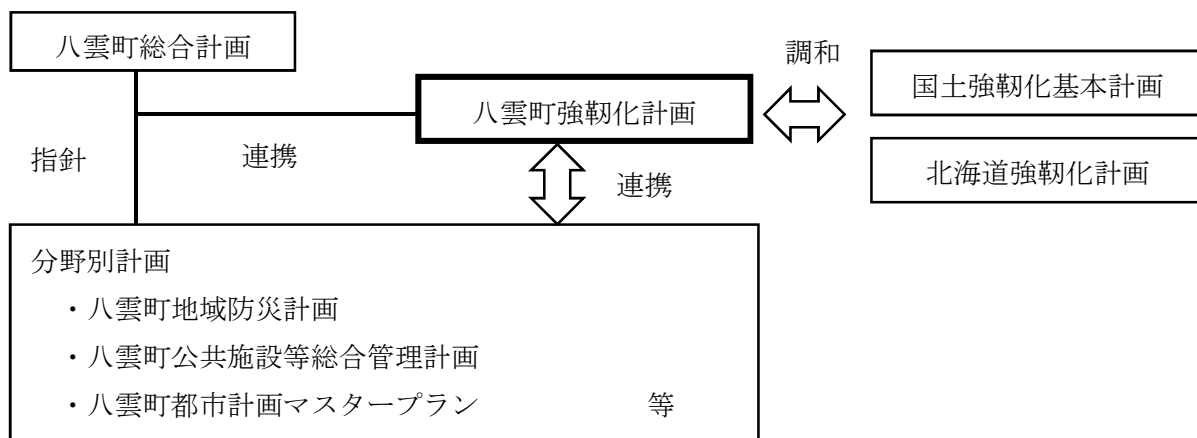 八雲町総合計画
調和
国土強靱化基本計画
八雲町強靱化計画
北海道強靱化計画
指針
連携
連携
分野別計画
・八雲町地域防災計画
・八雲町公共施設等総合管理計画
・八雲町都市計画マスタープラン 等